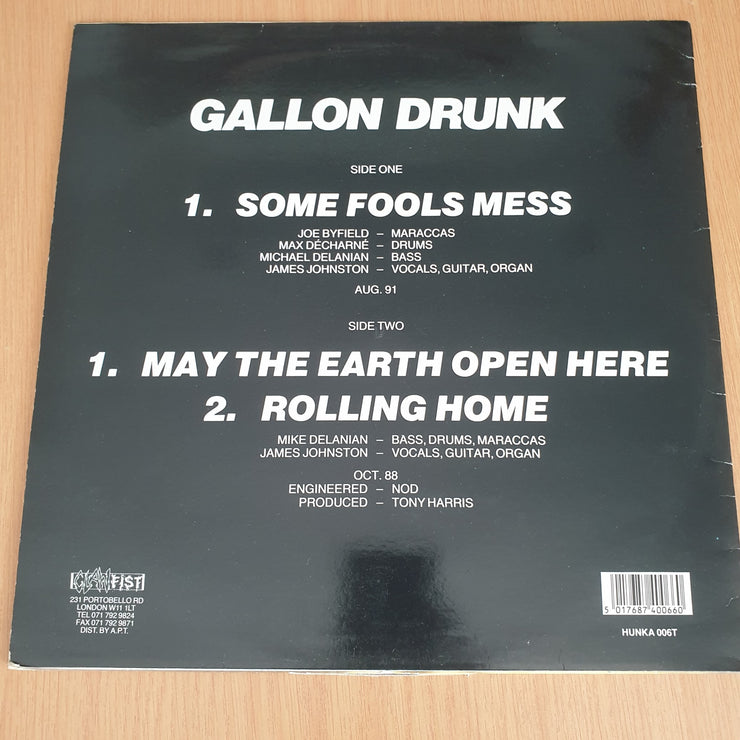 GALLON DRUNK
SIDE ONE
1. SOME FOOLS MESS
JOE BYFIELD – MARACCAS
MAX DÉCHARNÉ – DRUMS
MICHAEL DELANIAN – BASS
JAMES JOHNSTON – VOCALS, GUITAR, ORGAN
AUG. 91
SIDE TWO
1. MAY THE EARTH OPEN HERE
2. ROLLING HOME
MIKE DELANIAN – BASS, DRUMS, MARACCAS
JAMES JOHNSTON – VOCALS, GUITAR, ORGAN
OCT. 88
ENGINEERED – NOD
PRODUCED – TONY HARRIS
CLAWFIST
231 PORTOBELLO RD
LONDON W11 1LT
TEL 071 792 9824
FAX 071 792 9871
DIST. BY A.P.T.
5 017687 400660
HUNKA 006T